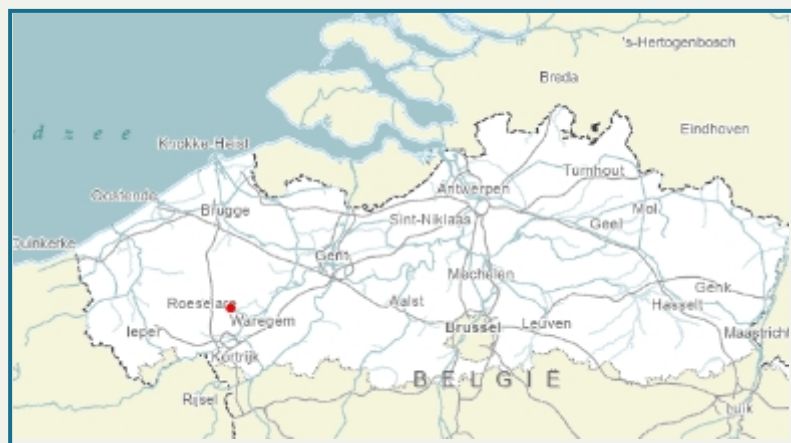 's-Hertogenbosch
Breda
Eindhoven
dzee
Knokke-Heist
Turnhout
Antwerpen
Oostende
Brugge
Sint-Niklaas
Geel
Mol
Duinkerke
Gent
Mechelen
Genk
Roeselare
Aalst
Hasselt
Waregem
Ieper
Brussel
Leuven
Maastricht
Kortrijk
BELGIË
Rijsel
Luik